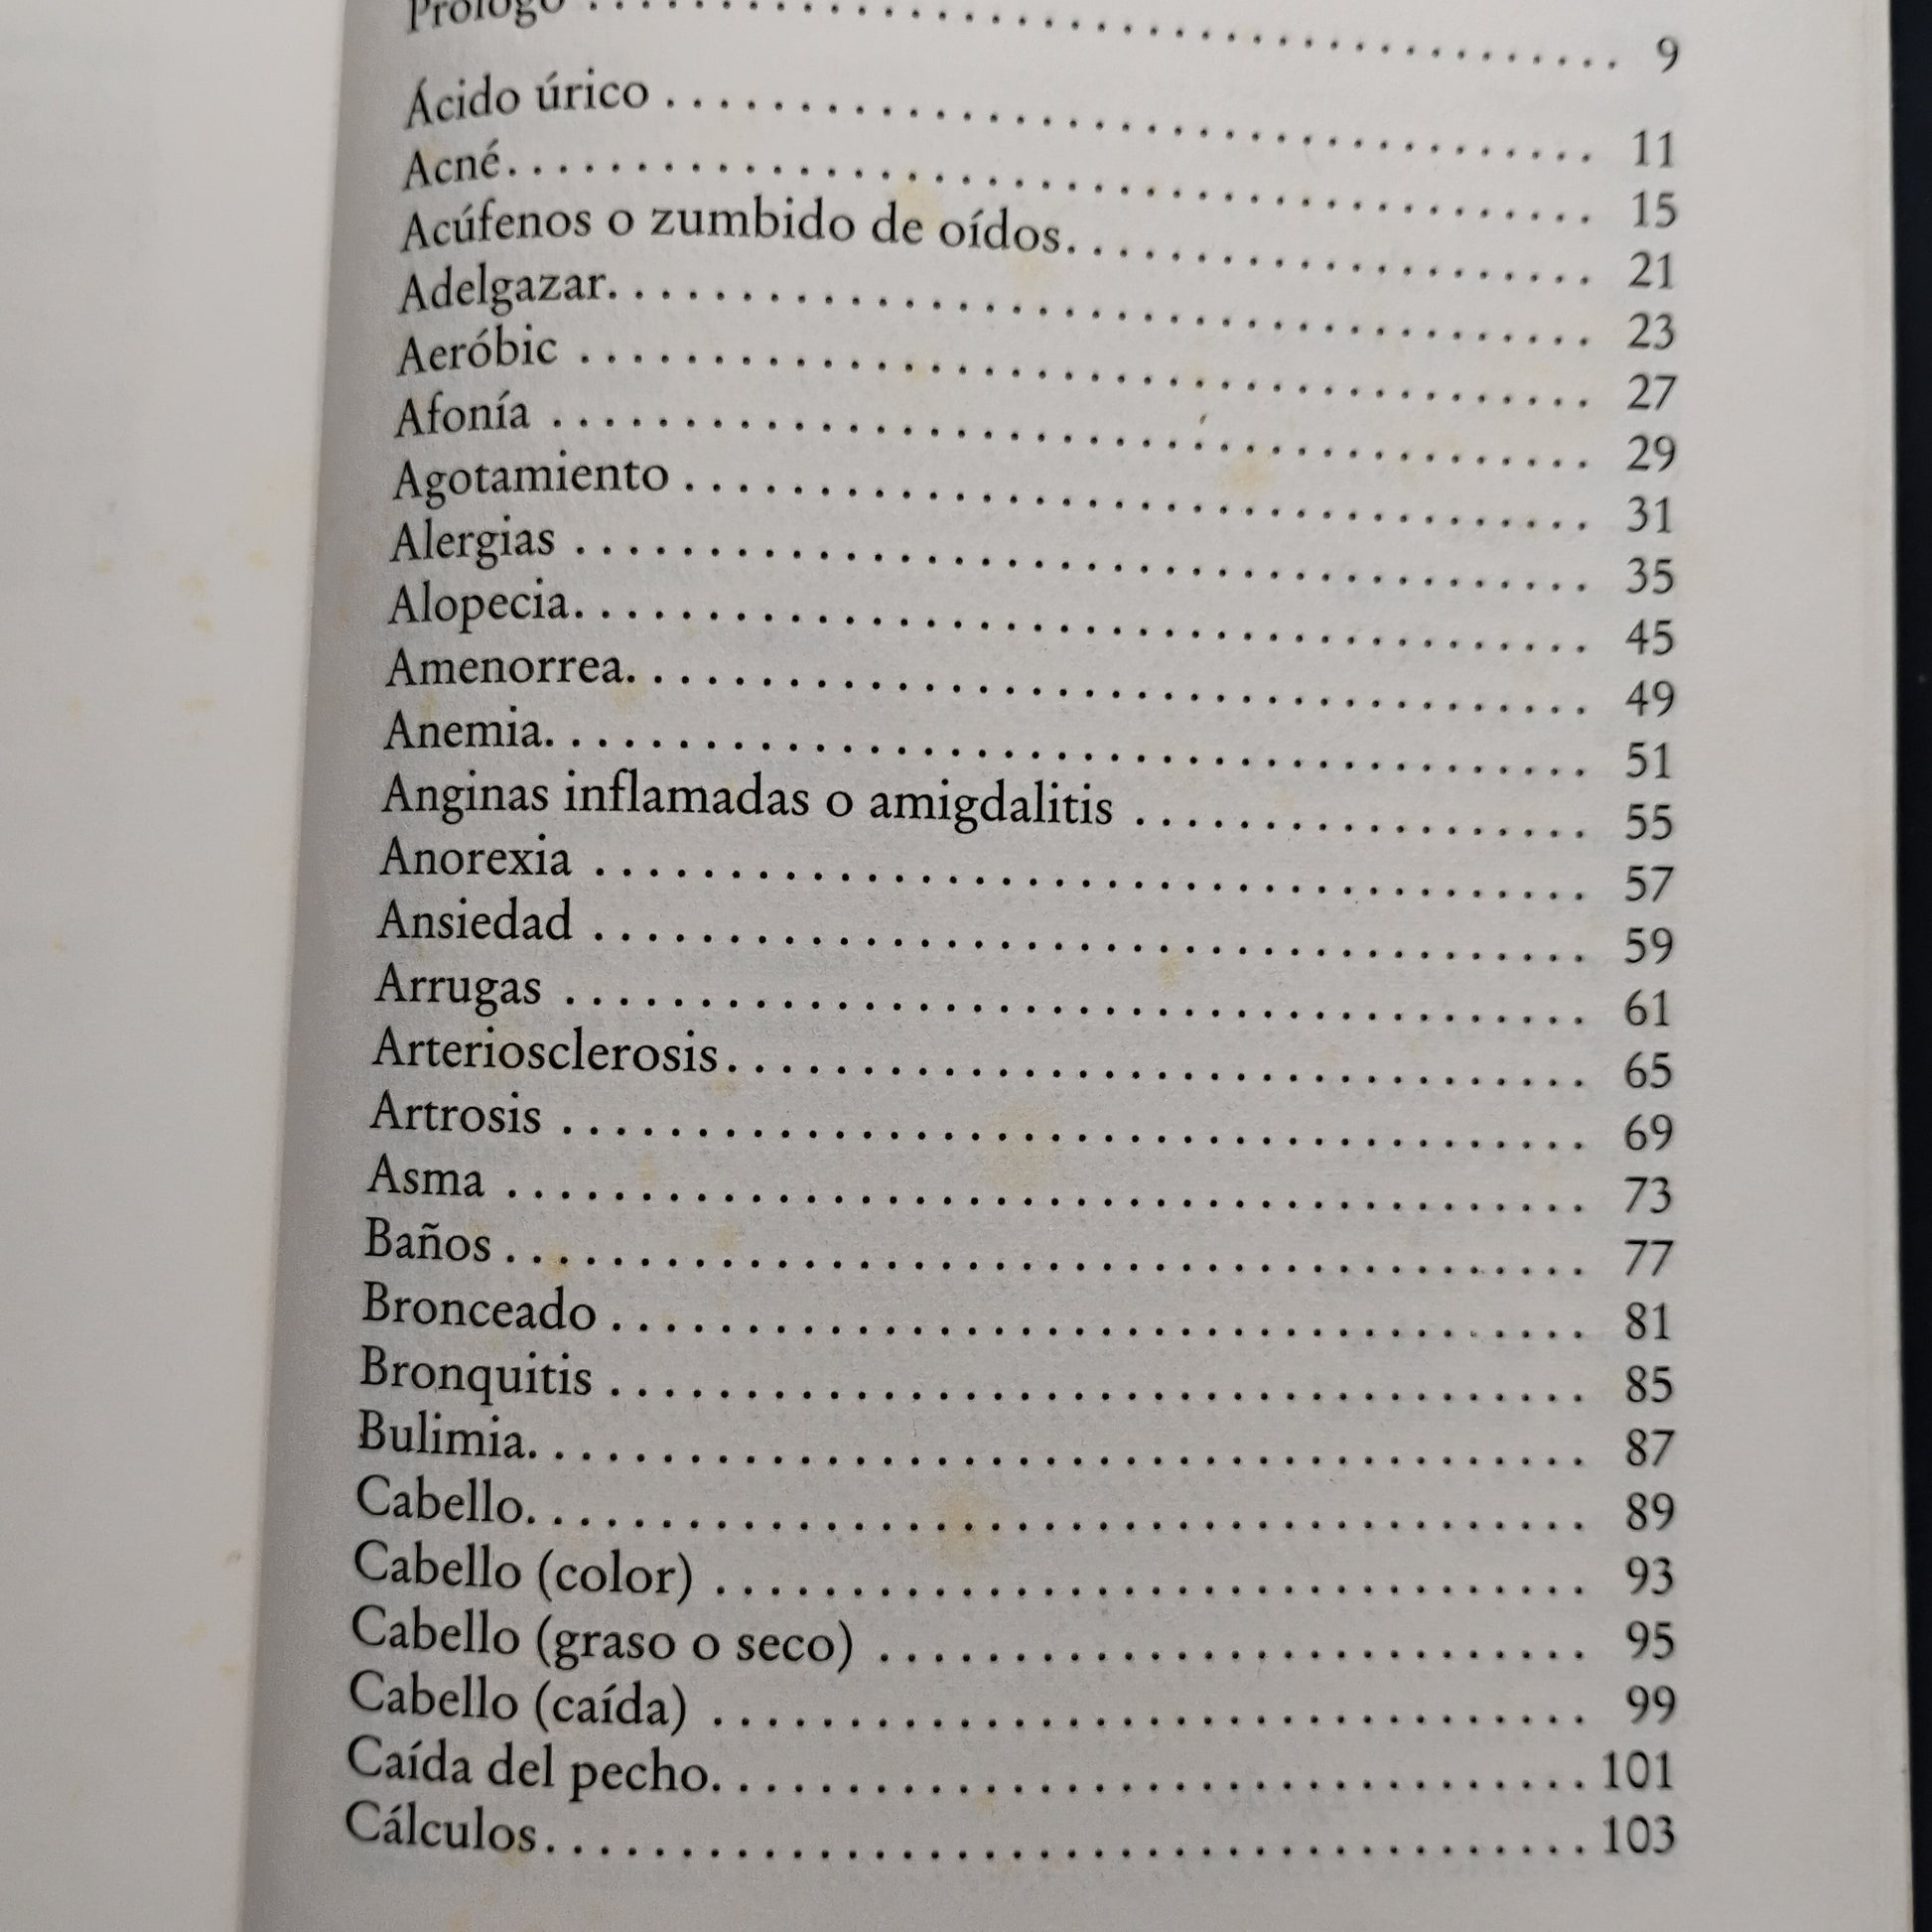 Prólogo . . . . . . . . . . . . . . . . . . . . . . . . . . . . . . . . . . . . . . 9
Ácido úrico . . . . . . . . . . . . . . . . . . . . . . . . . . . . . . . . . . 11
Acné. . . . . . . . . . . . . . . . . . . . . . . . . . . . . . . . . . . . . . . . 15
Acúfenos o zumbido de oídos. . . . . . . . . . . . . . . . . . . . 21
Adelgazar. . . . . . . . . . . . . . . . . . . . . . . . . . . . . . . . . . . . 23
Aeróbic . . . . . . . . . . . . . . . . . . . . . . . . . . . . . . . . . . . . . 27
Afonía . . . . . . . . . . . . . . . . . . . . . . . . . . . . . . . . . . . . . . 29
Agotamiento . . . . . . . . . . . . . . . . . . . . . . . . . . . . . . . . . 31
Alergias . . . . . . . . . . . . . . . . . . . . . . . . . . . . . . . . . . . . . 35
Alopecia. . . . . . . . . . . . . . . . . . . . . . . . . . . . . . . . . . . . . 45
Amenorrea. . . . . . . . . . . . . . . . . . . . . . . . . . . . . . . . . . . 49
Anemia. . . . . . . . . . . . . . . . . . . . . . . . . . . . . . . . . . . . . . 51
Anginas inflamadas o amigdalitis . . . . . . . . . . . . . . . . . 55
Anorexia . . . . . . . . . . . . . . . . . . . . . . . . . . . . . . . . . . . . 57
Ansiedad . . . . . . . . . . . . . . . . . . . . . . . . . . . . . . . . . . . . 59
Arrugas . . . . . . . . . . . . . . . . . . . . . . . . . . . . . . . . . . . . . 61
Arteriosclerosis. . . . . . . . . . . . . . . . . . . . . . . . . . . . . . . . 65
Artrosis . . . . . . . . . . . . . . . . . . . . . . . . . . . . . . . . . . . . . 69
Asma . . . . . . . . . . . . . . . . . . . . . . . . . . . . . . . . . . . . . . . 73
Baños . . . . . . . . . . . . . . . . . . . . . . . . . . . . . . . . . . . . . . . 77
Bronceado . . . . . . . . . . . . . . . . . . . . . . . . . . . . . . . . . . . 81
Bronquitis . . . . . . . . . . . . . . . . . . . . . . . . . . . . . . . . . . . 85
Bulimia. . . . . . . . . . . . . . . . . . . . . . . . . . . . . . . . . . . . . . 87
Cabello. . . . . . . . . . . . . . . . . . . . . . . . . . . . . . . . . . . . . . 89
Cabello (color) . . . . . . . . . . . . . . . . . . . . . . . . . . . . . . . . 93
Cabello (graso o seco) . . . . . . . . . . . . . . . . . . . . . . . . . . 95
Cabello (caída) . . . . . . . . . . . . . . . . . . . . . . . . . . . . . . . . 99
Caída del pecho. . . . . . . . . . . . . . . . . . . . . . . . . . . . . . . . 101
Cálculos. . . . . . . . . . . . . . . . . . . . . . . . . . . . . . . . . . . . . . 103